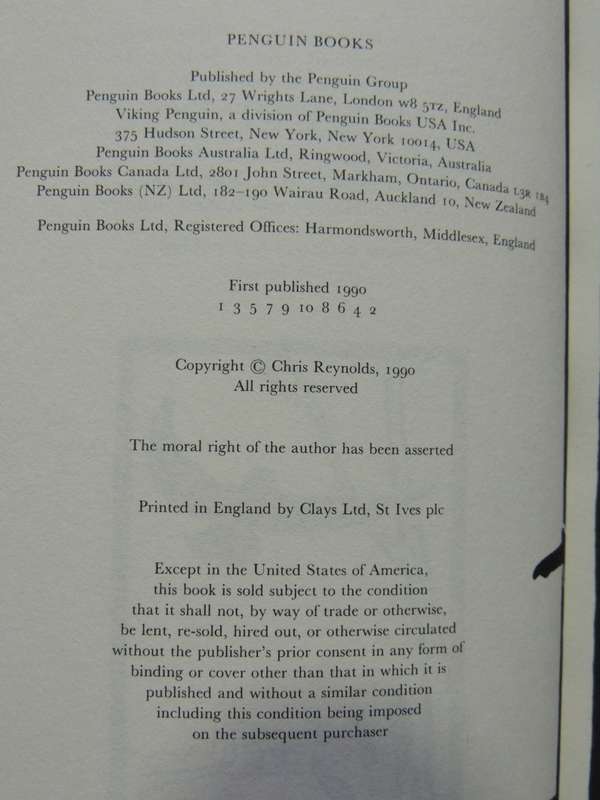 PENGUIN BOOKS
Published by the Penguin Group
Penguin Books Ltd, 27 Wrights Lane, London W8 5TZ, England
Viking Penguin, a division of Penguin Books USA Inc.
375 Hudson Street, New York, New York 10014, USA
Penguin Books Australia Ltd, Ringwood, Victoria, Australia
Penguin Books Canada Ltd, 2801 John Street, Markham, Ontario, Canada L3R 1B4
Penguin Books (NZ) Ltd, 182–190 Wairau Road, Auckland 10, New Zealand
Penguin Books Ltd, Registered Offices: Harmondsworth, Middlesex, England
First published 1990
1 3 5 7 9 10 8 6 4 2
Copyright © Chris Reynolds, 1990
All rights reserved
The moral right of the author has been asserted
Printed in England by Clays Ltd, St Ives plc
Except in the United States of America,
this book is sold subject to the condition
that it shall not, by way of trade or otherwise,
be lent, re-sold, hired out, or otherwise circulated
without the publisher's prior consent in any form of
binding or cover other than that in which it is
published and without a similar condition
including this condition being imposed
on the subsequent purchaser